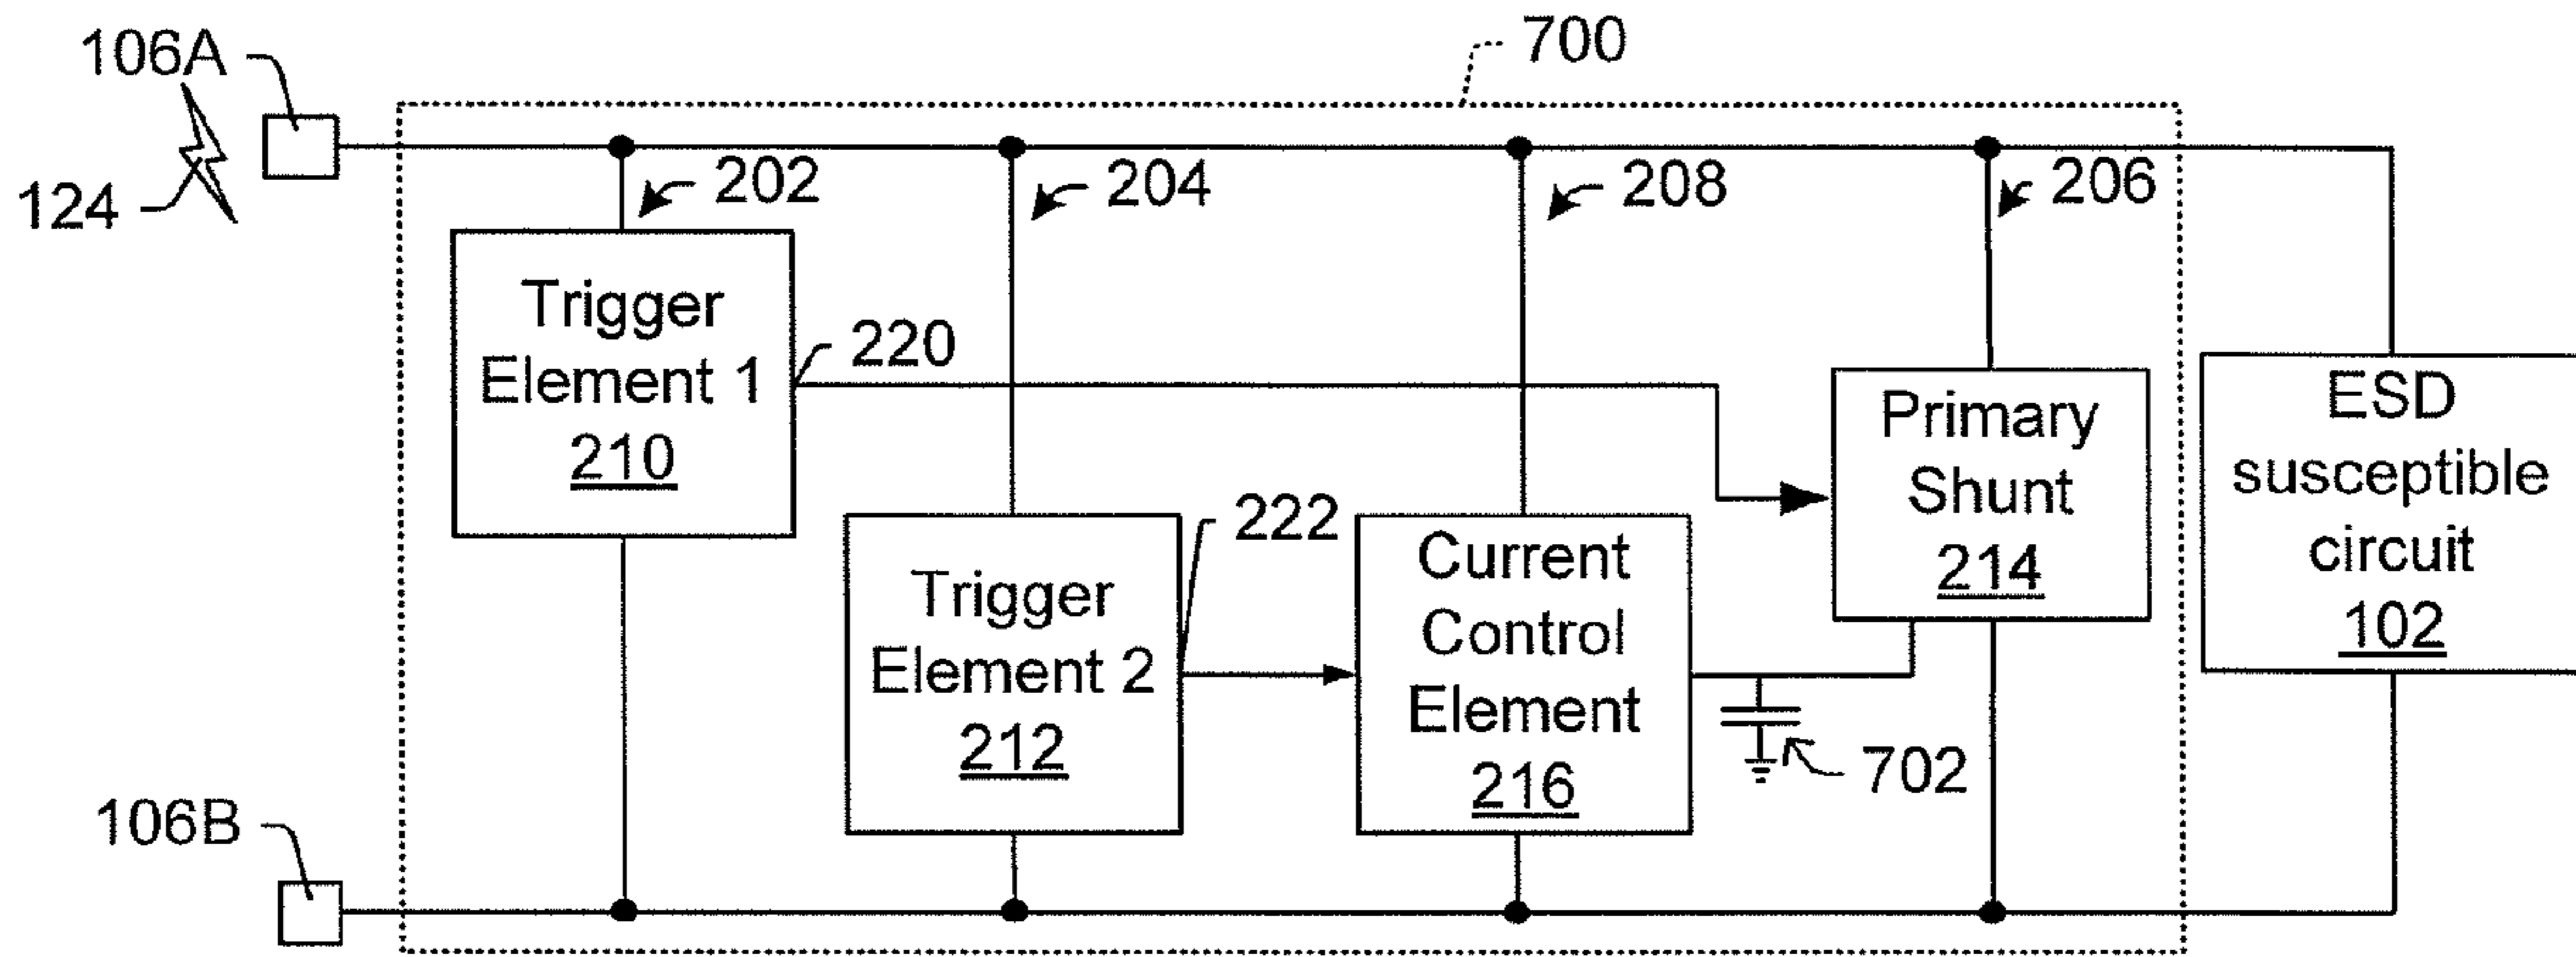 106A
700
124
202
204
208
206
Trigger
Element 1
210
220
Primary
Shunt
214
ESD
susceptible
circuit
102
222
Trigger
Element 2
212
Current
Control
Element
216
702
106B